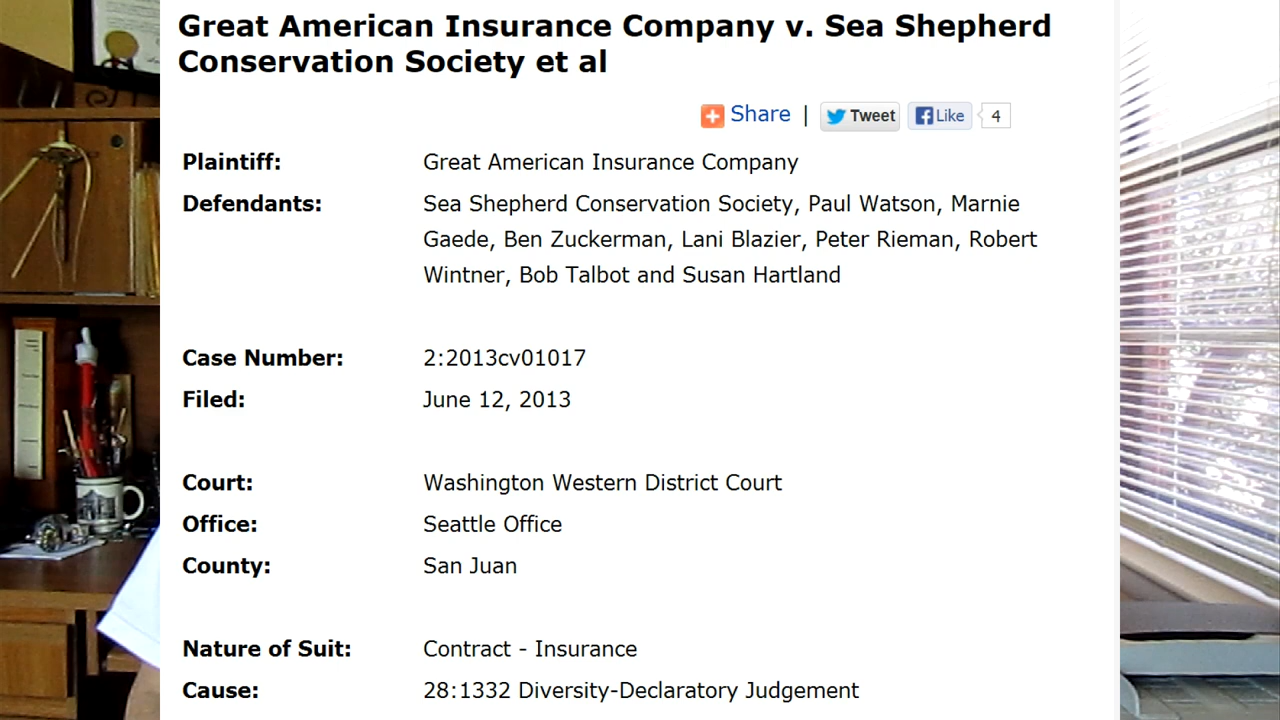 Great American Insurance Company v. Sea Shepherd
Conservation Society et al
Share | Tweet Like 4
Plaintiff: Great American Insurance Company
Defendants: Sea Shepherd Conservation Society, Paul Watson, Marnie
Gaede, Ben Zuckerman, Lani Blazier, Peter Rieman, Robert
Wintner, Bob Talbot and Susan Hartland
Case Number: 2:2013cv01017
Filed: June 12, 2013
Court: Washington Western District Court
Office: Seattle Office
County: San Juan
Nature of Suit: Contract - Insurance
Cause: 28:1332 Diversity-Declaratory Judgement